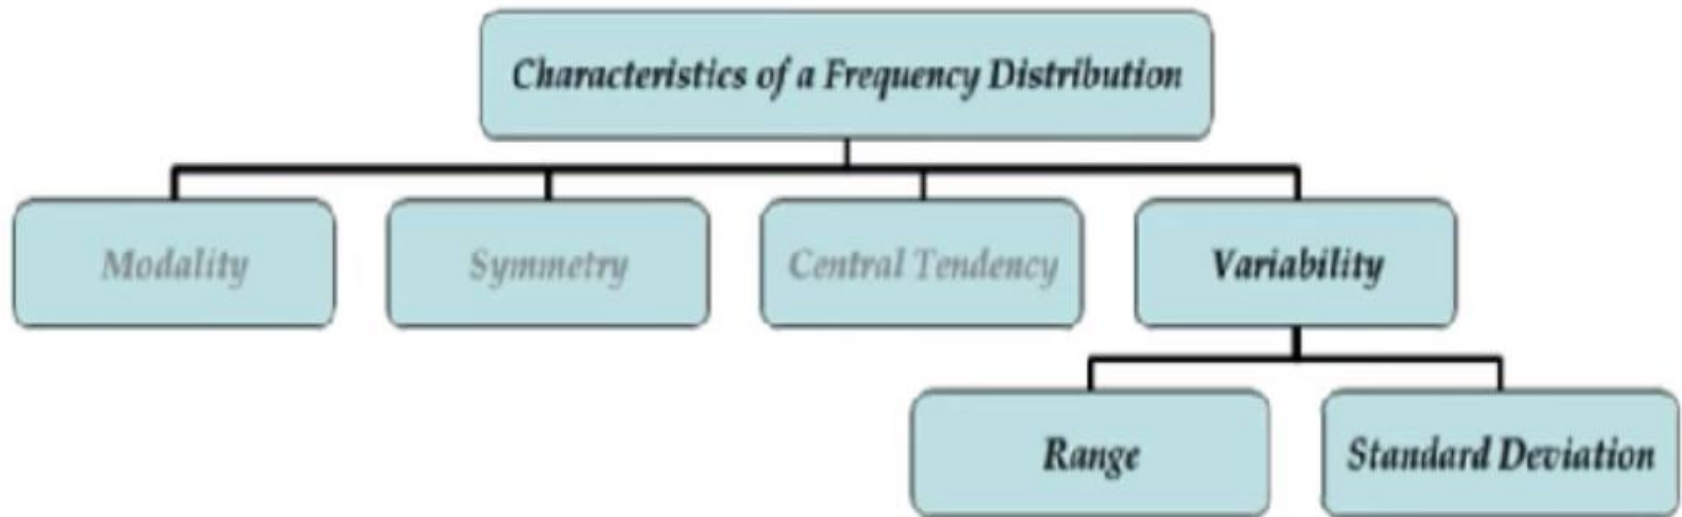 Characteristics of a Frequency Distribution
Modality
Symmetry
Central Tendency
Variability
Range
Standard Deviation